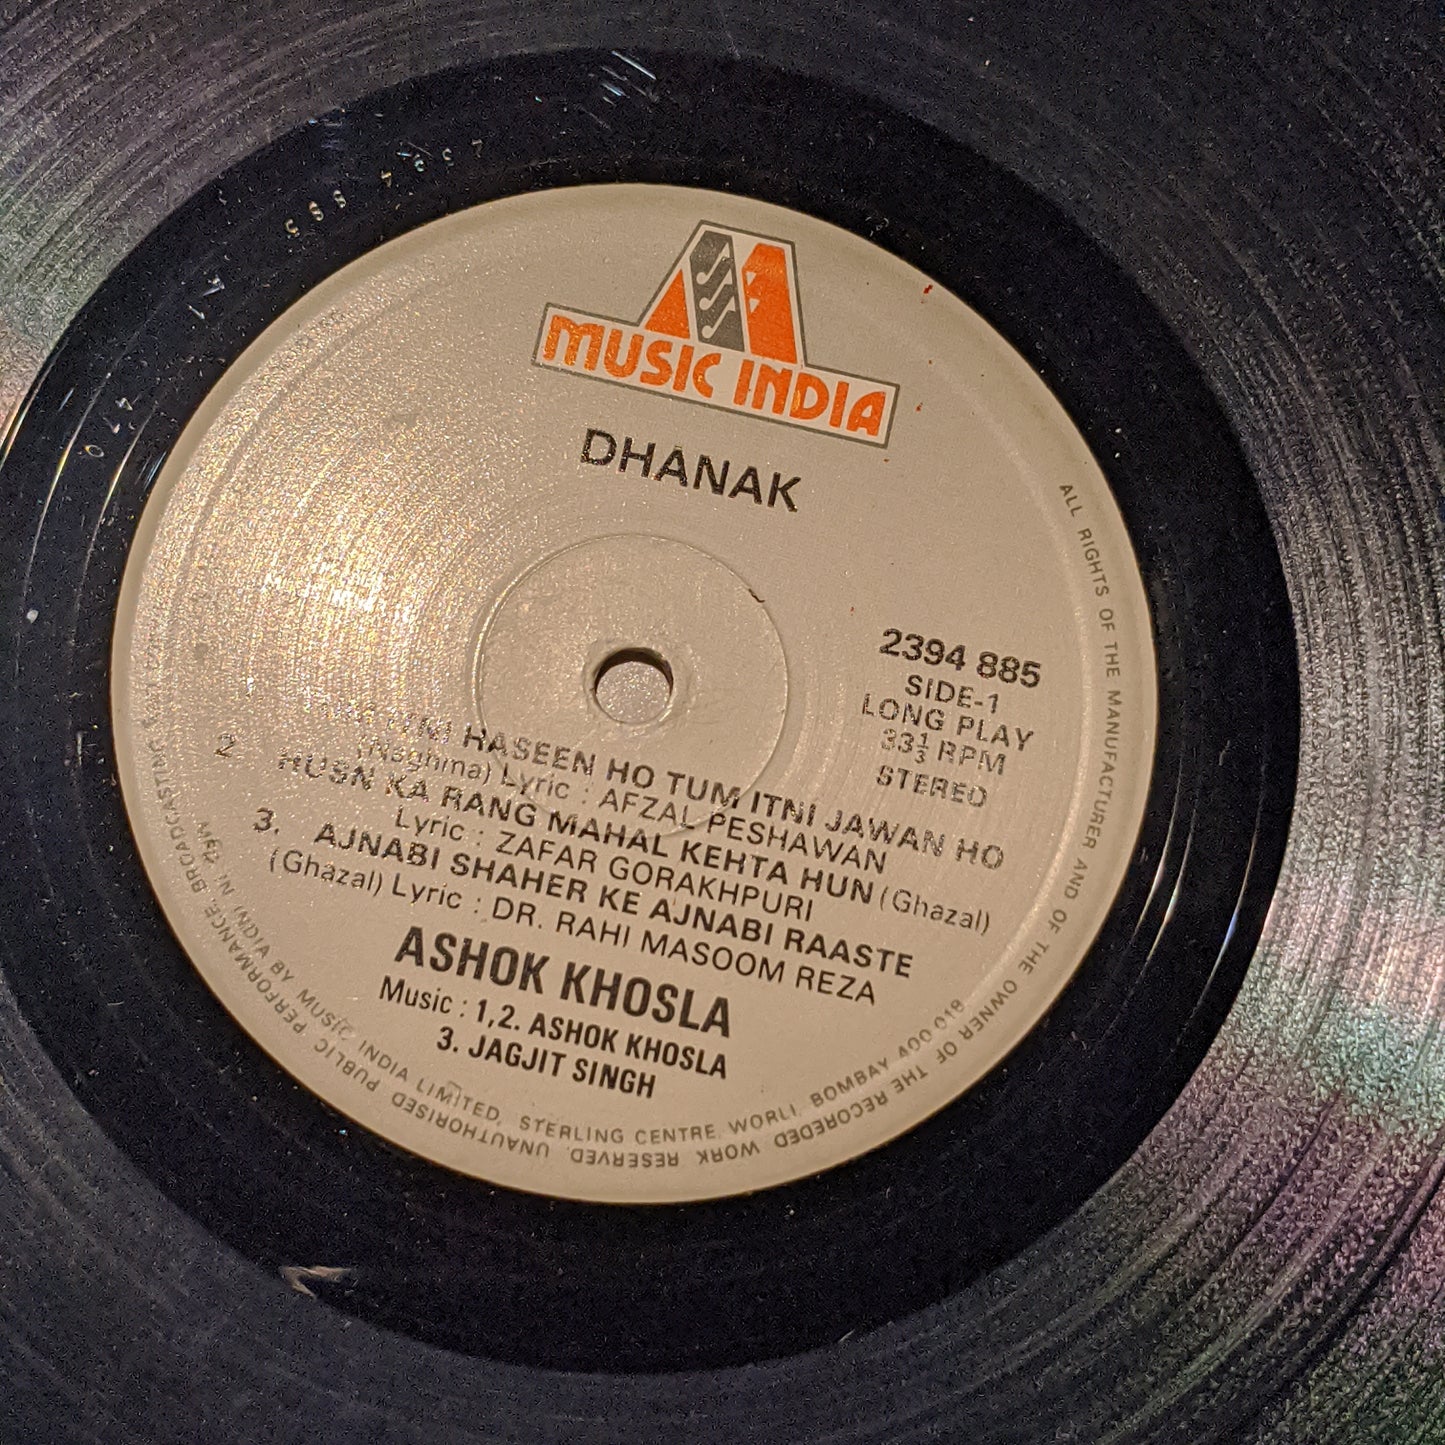 MUSIC INDIA
DHANAK
2394 885
SIDE-1
LONG PLAY
33⅓ RPM
STEREO
ITNI HASEEN HO TUM ITNI JAWAN HO
(Naghma) Lyric : AFZAL PESHAWAN
2. HUSN KA RANG MAHAL KEHTA HUN (Ghazal)
Lyric : ZAFAR GORAKHPURI
3. AJNABI SHAHER KE AJNABI RAASTE
(Ghazal) Lyric : DR. RAHI MASOOM REZA
ASHOK KHOSLA
Music : 1,2. ASHOK KHOSLA
3. JAGJIT SINGH
ALL RIGHTS OF THE MANUFACTURER AND OF THE OWNER OF THE RECOREDED WORK RESERVED. UNAUTHORISED PUBLIC PERFORMANCE, BROADCASTING &
INDIA BY MUSIC INDIA LIMITED, STERLING CENTRE, WORLI, BOMBAY 400 018